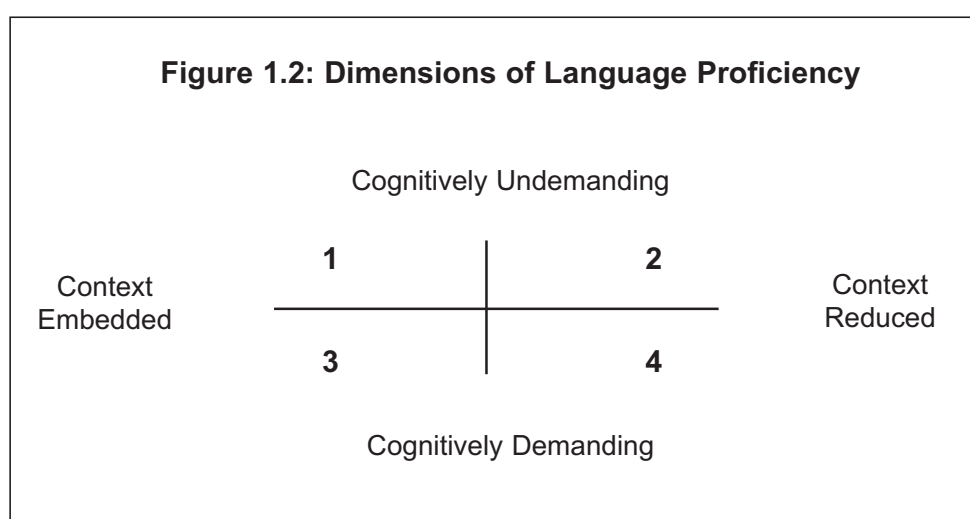 Figure 1.2: Dimensions of Language Proficiency
Cognitively Undemanding
1 2
Context
Embedded
Context
Reduced
3 4
Cognitively Demanding